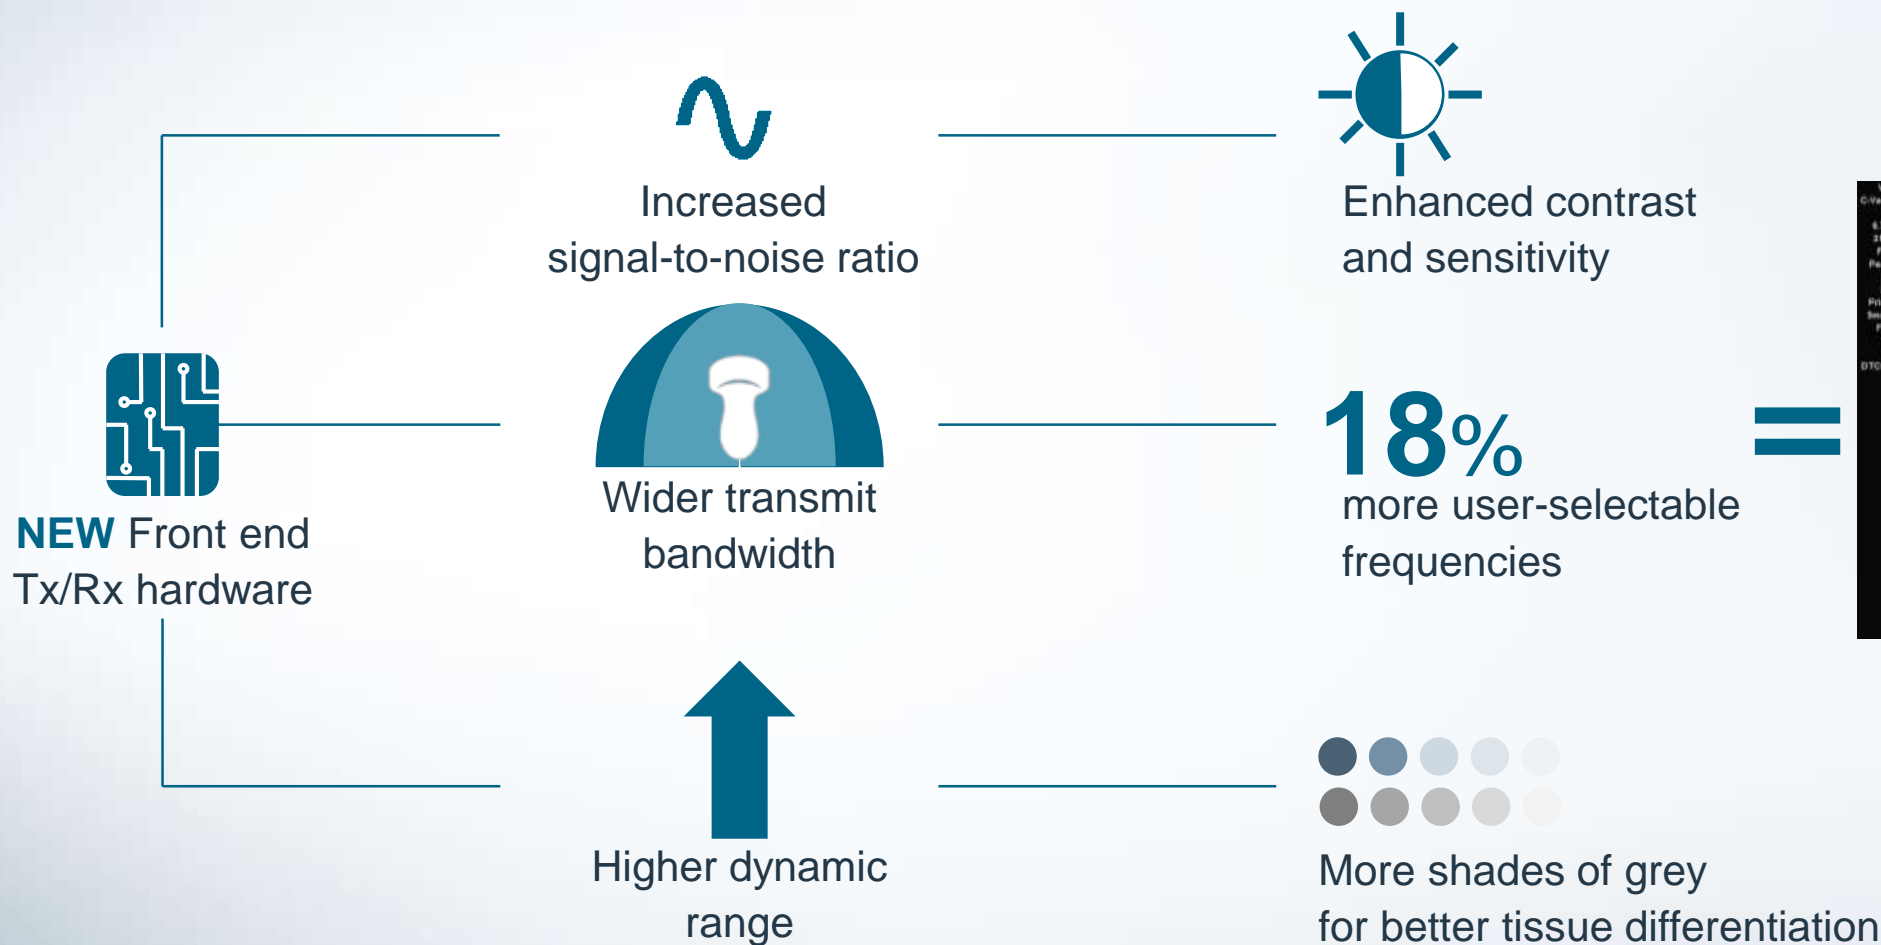 Increased
signal-to-noise ratio
Enhanced contrast
and sensitivity
NEW Front end
Tx/Rx hardware
Wider transmit
bandwidth
18%
more user-selectable
frequencies
=
Higher dynamic
range
More shades of grey
for better tissue differentiation